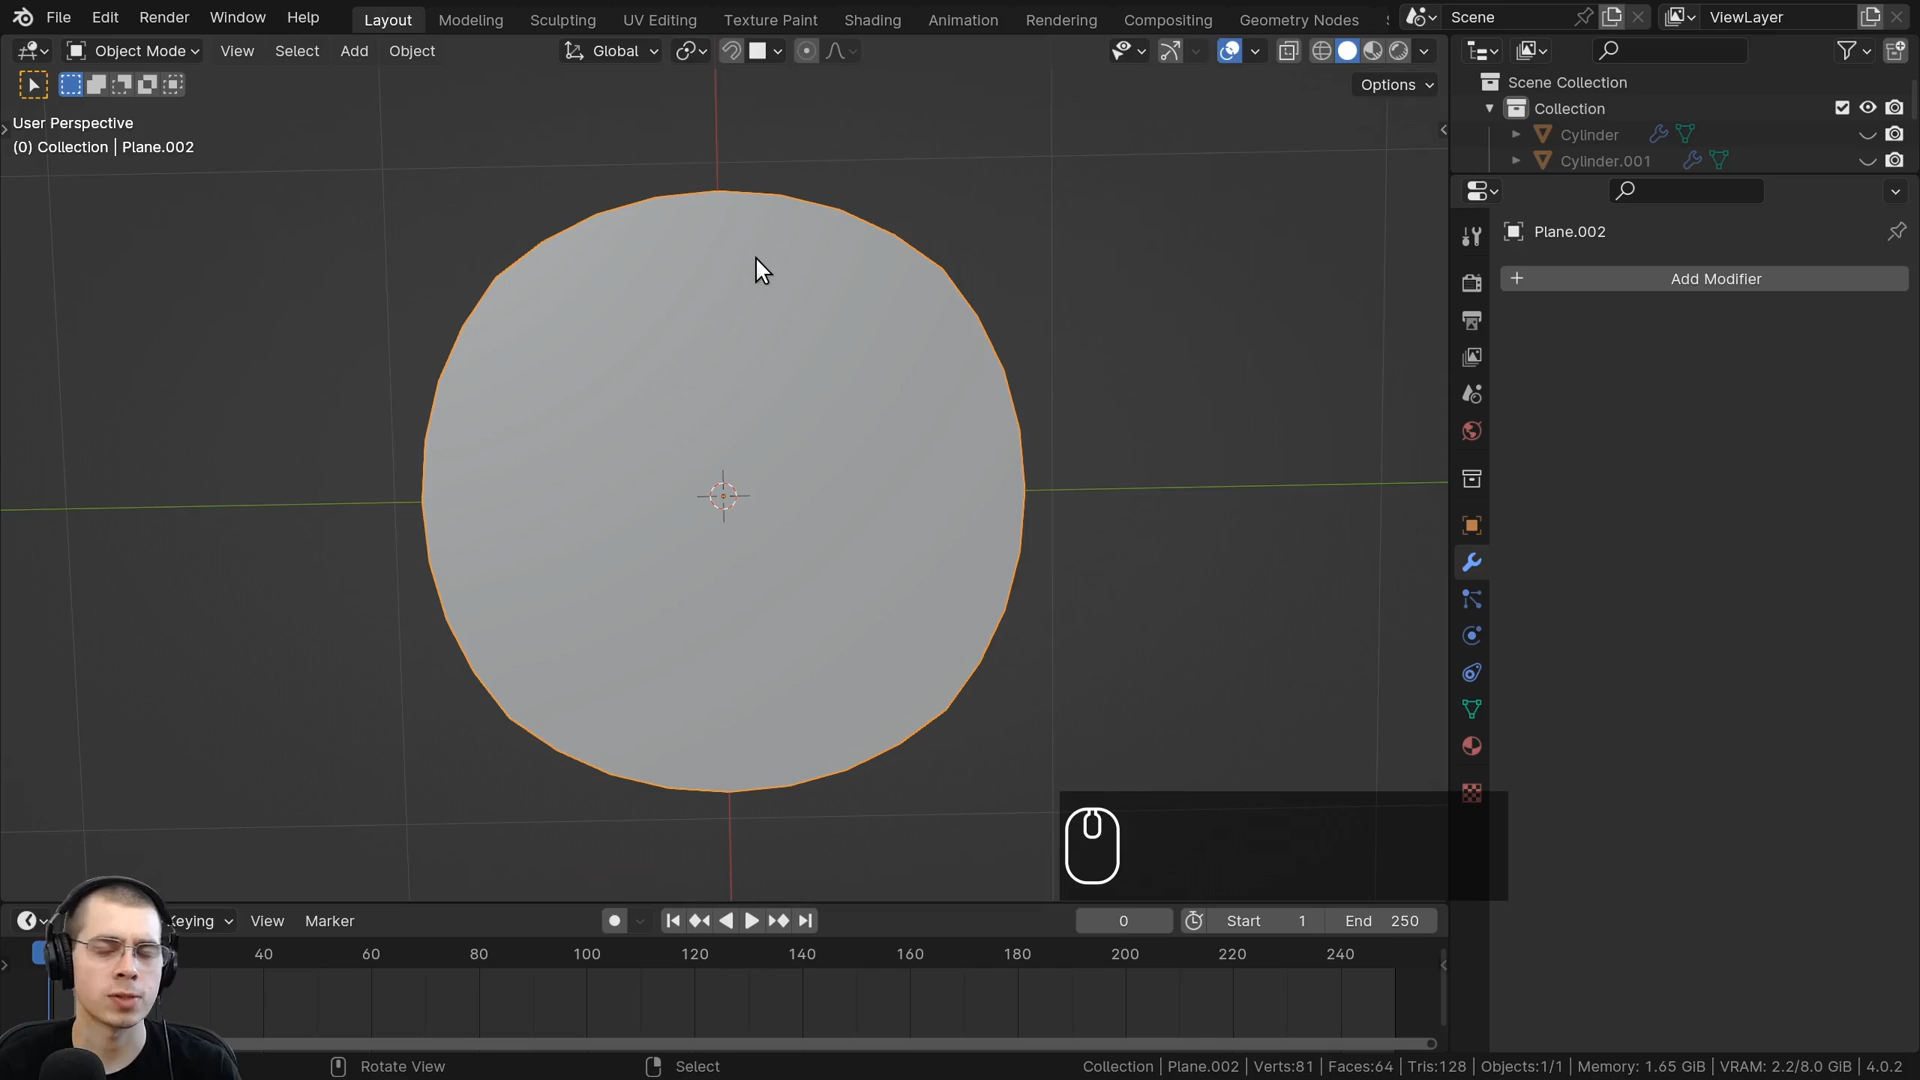 File Edit Render Window Help Layout Modeling Sculpting UV Editing Texture Paint Shading Animation Rendering Compositing Geometry Nodes Scene ViewLayer
Object Mode View Select Add Object Global
Options
User Perspective
(0) Collection | Plane.002
Scene Collection
Collection
Cylinder
Cylinder.001
Plane.002
Add Modifier
Keying View Marker 0 Start 1 End 250
40 60 80 100 120 140 160 180 200 220 240
Rotate View Select Collection | Plane.002 | Verts:81 | Faces:64 | Tris:128 | Objects:1/1 | Memory: 1.65 GiB | VRAM: 2.2/8.0 GiB | 4.0.2